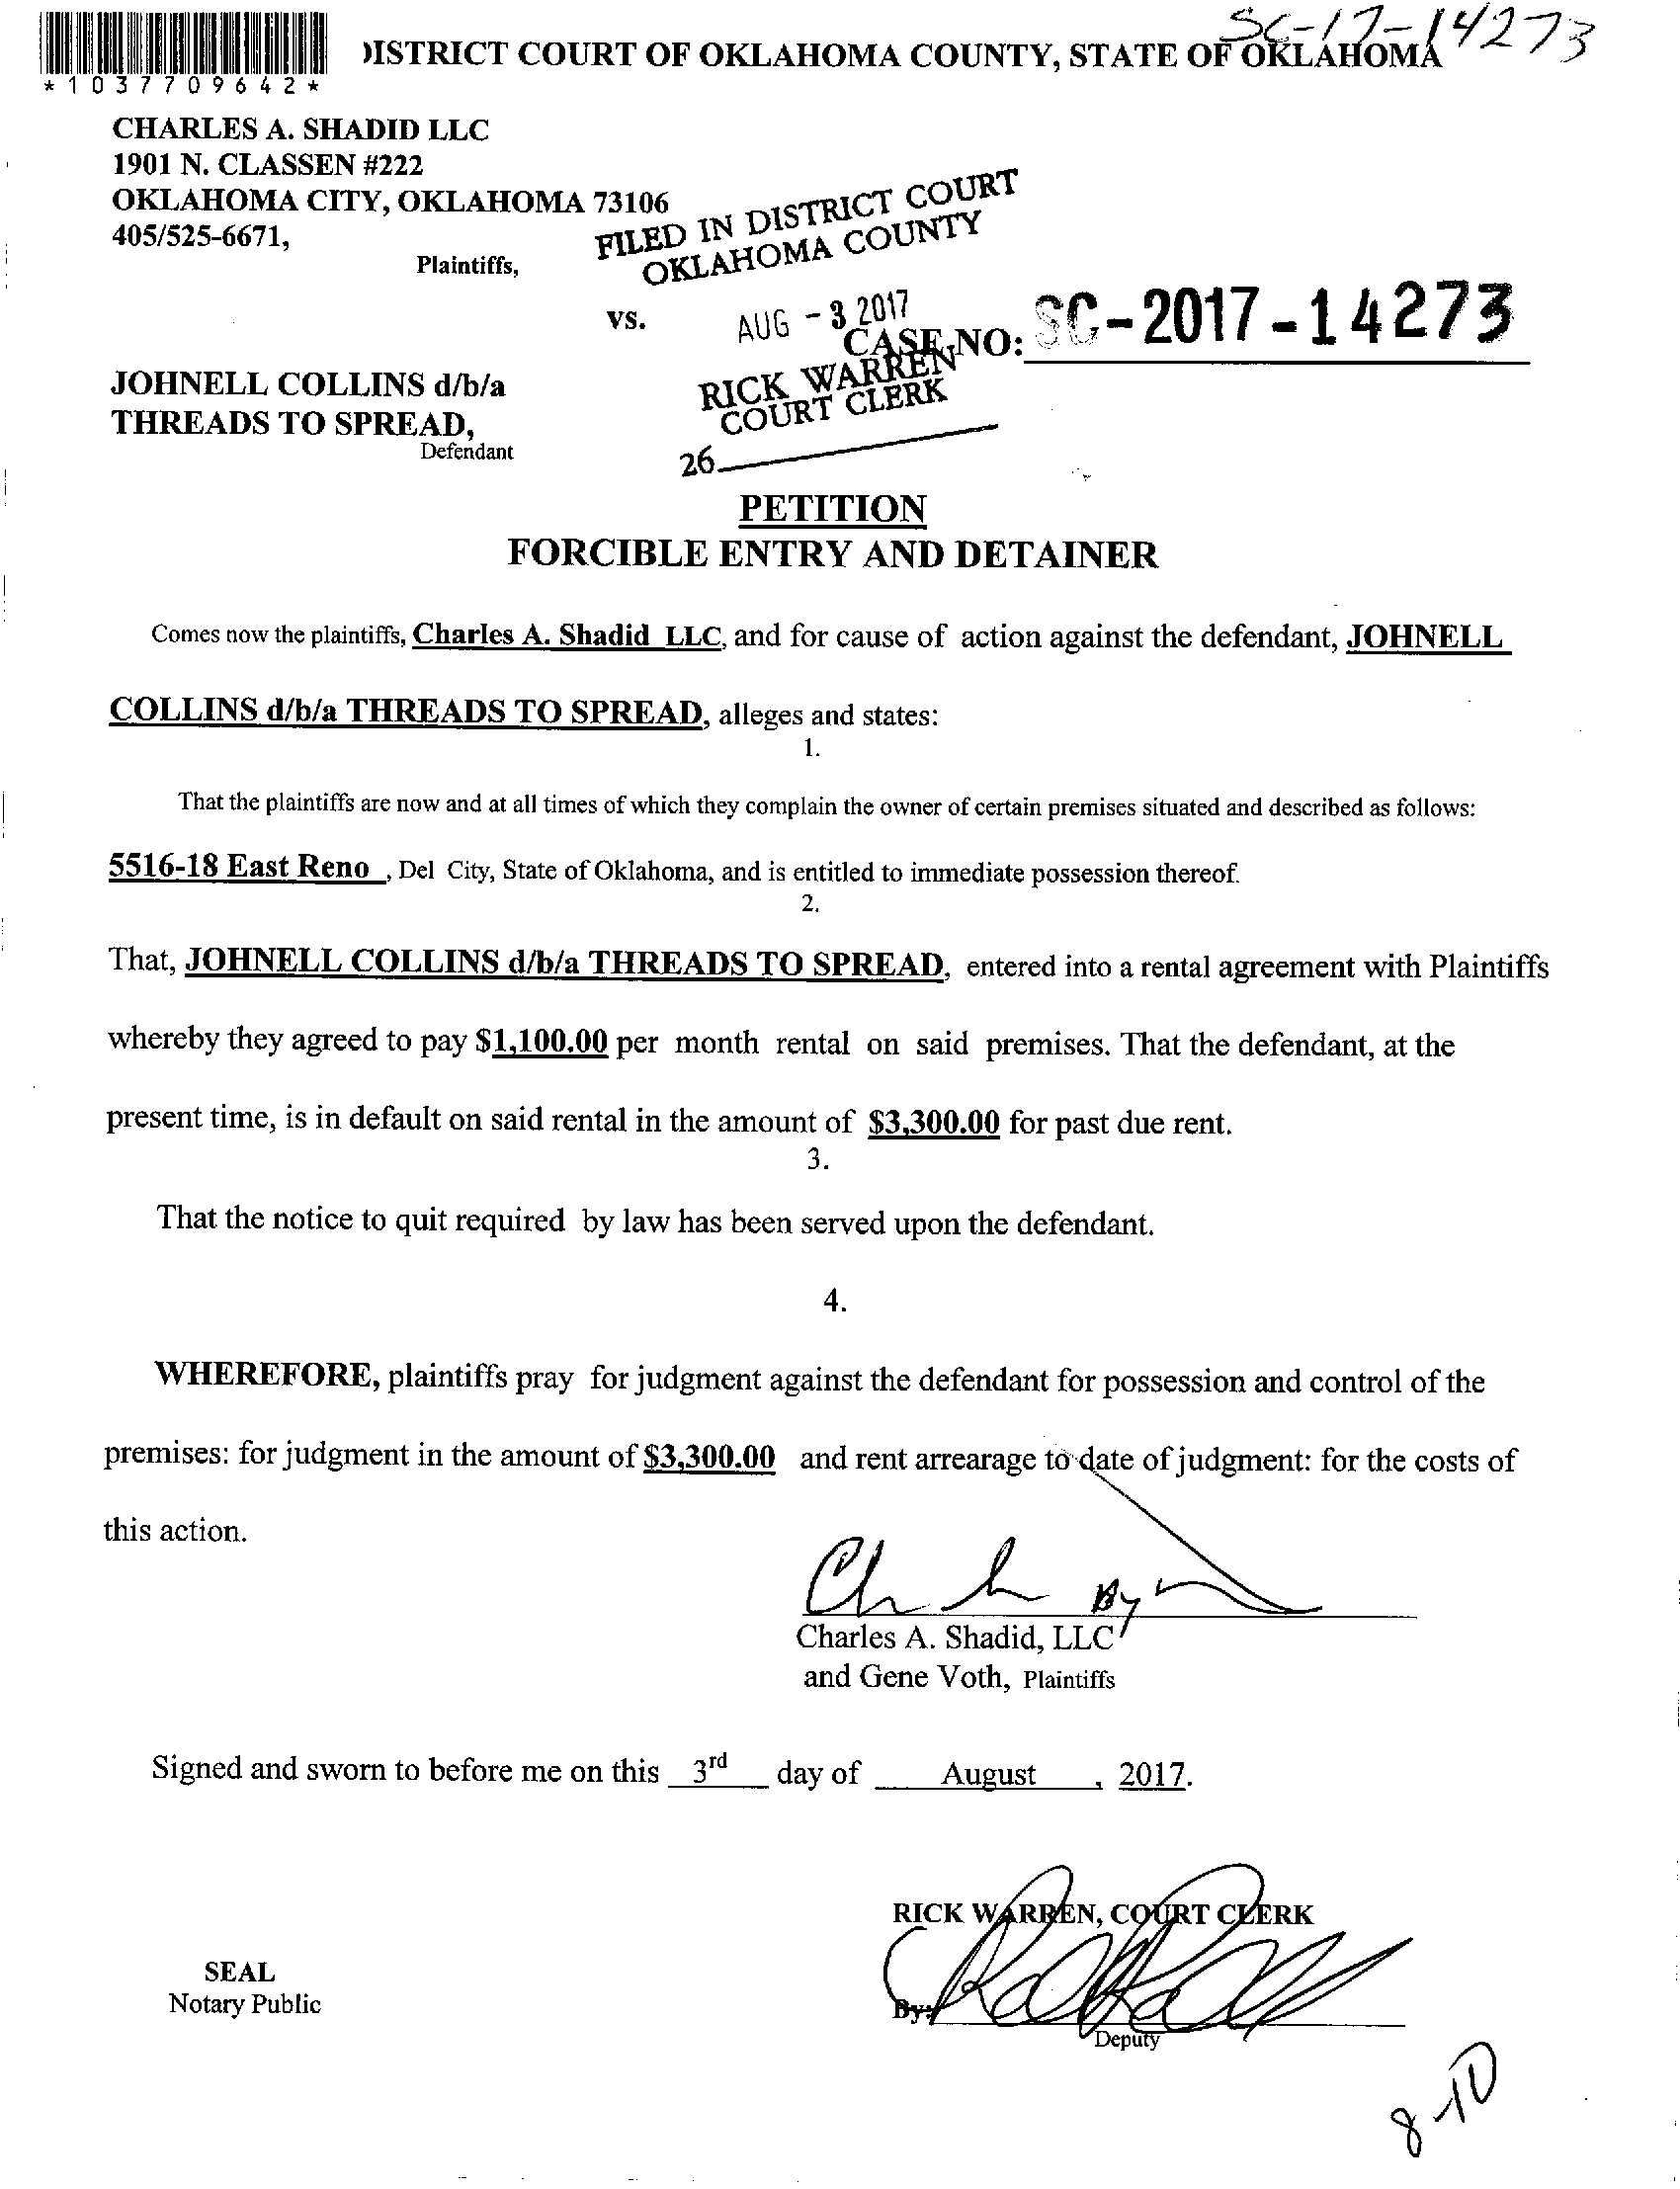 SC-17-14273
)ISTRICT COURT OF OKLAHOMA COUNTY, STATE OF OKLAHOMA
*1037709642*
CHARLES A. SHADID LLC
1901 N. CLASSEN #222
OKLAHOMA CITY, OKLAHOMA 73106
405/525-6671,
Plaintiffs,
FILED IN DISTRICT COURT
OKLAHOMA COUNTY
vs.
AUG - 3 2017
CASE NO: SC-2017-14273
RICK WARREN
COURT CLERK
26
JOHNELL COLLINS d/b/a
THREADS TO SPREAD,
Defendant
PETITION
FORCIBLE ENTRY AND DETAINER
Comes now the plaintiffs, Charles A. Shadid LLC, and for cause of action against the defendant, JOHNELL
COLLINS d/b/a THREADS TO SPREAD, alleges and states:
1.
That the plaintiffs are now and at all times of which they complain the owner of certain premises situated and described as follows:
5516-18 East Reno , Del City, State of Oklahoma, and is entitled to immediate possession thereof.
2.
That, JOHNELL COLLINS d/b/a THREADS TO SPREAD, entered into a rental agreement with Plaintiffs
whereby they agreed to pay $1,100.00 per month rental on said premises. That the defendant, at the
present time, is in default on said rental in the amount of $3,300.00 for past due rent.
3.
That the notice to quit required by law has been served upon the defendant.
4.
WHEREFORE, plaintiffs pray for judgment against the defendant for possession and control of the
premises: for judgment in the amount of $3,300.00 and rent arrearage to date of judgment: for the costs of
this action.
By
Charles A. Shadid, LLC
and Gene Voth, Plaintiffs
Signed and sworn to before me on this 3rd day of August , 2017.
RICK WARREN, COURT CLERK
SEAL
Notary Public
By:
Deputy
8-10